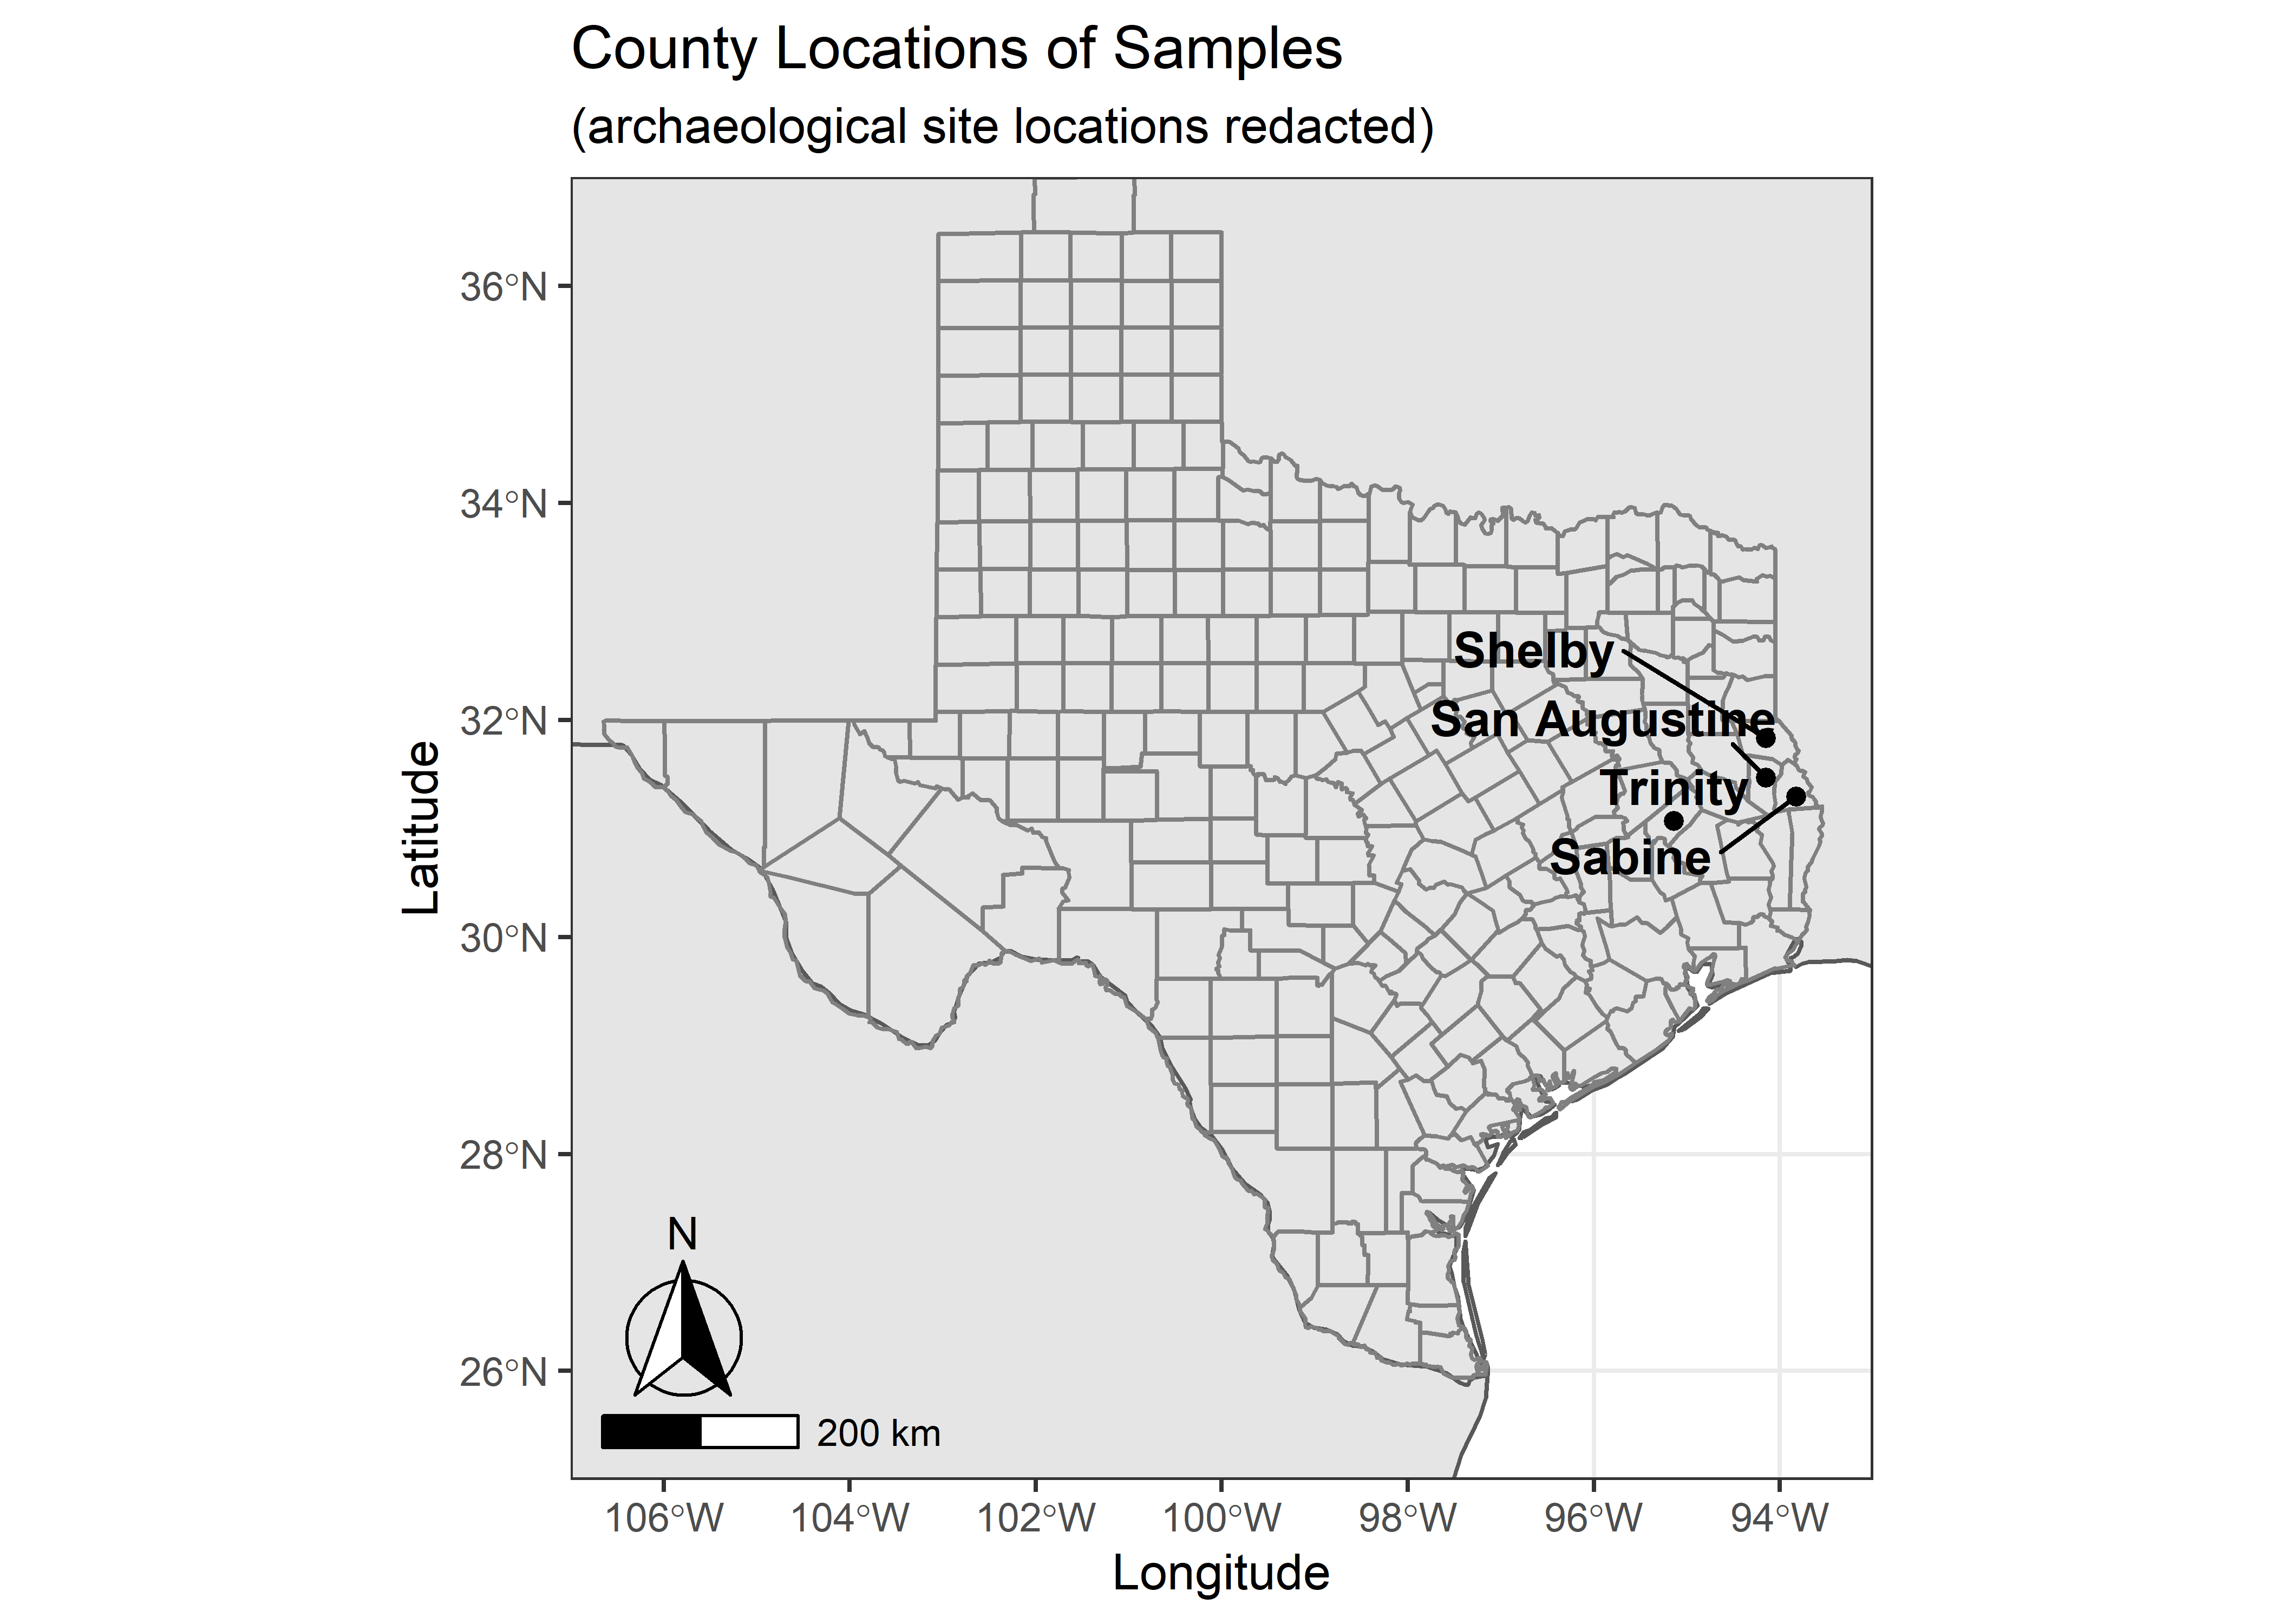 County Locations of Samples
(archaeological site locations redacted)
36°N
34°N
32°N
30°N
28°N
26°N
Latitude
Shelby
San Augustine
Trinity
Sabine
N
200 km
106°W
104°W
102°W
100°W
98°W
96°W
94°W
Longitude